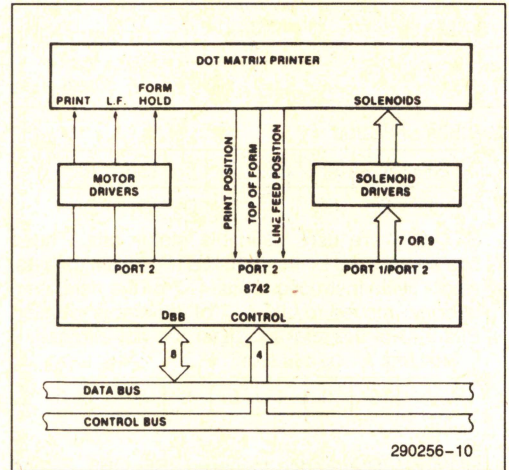 DOT MATRIX PRINTER
FORM
PRINT L.F. HOLD SOLENOIDS
MOTOR
DRIVERS
PRINT POSITION
TOP OF FORM
LINE FEED POSITION
SOLENOID
DRIVERS
7 OR 9
PORT 2 PORT 2 PORT 1/PORT 2
8742
DBB CONTROL
8 4
DATA BUS
CONTROL BUS
290256-10